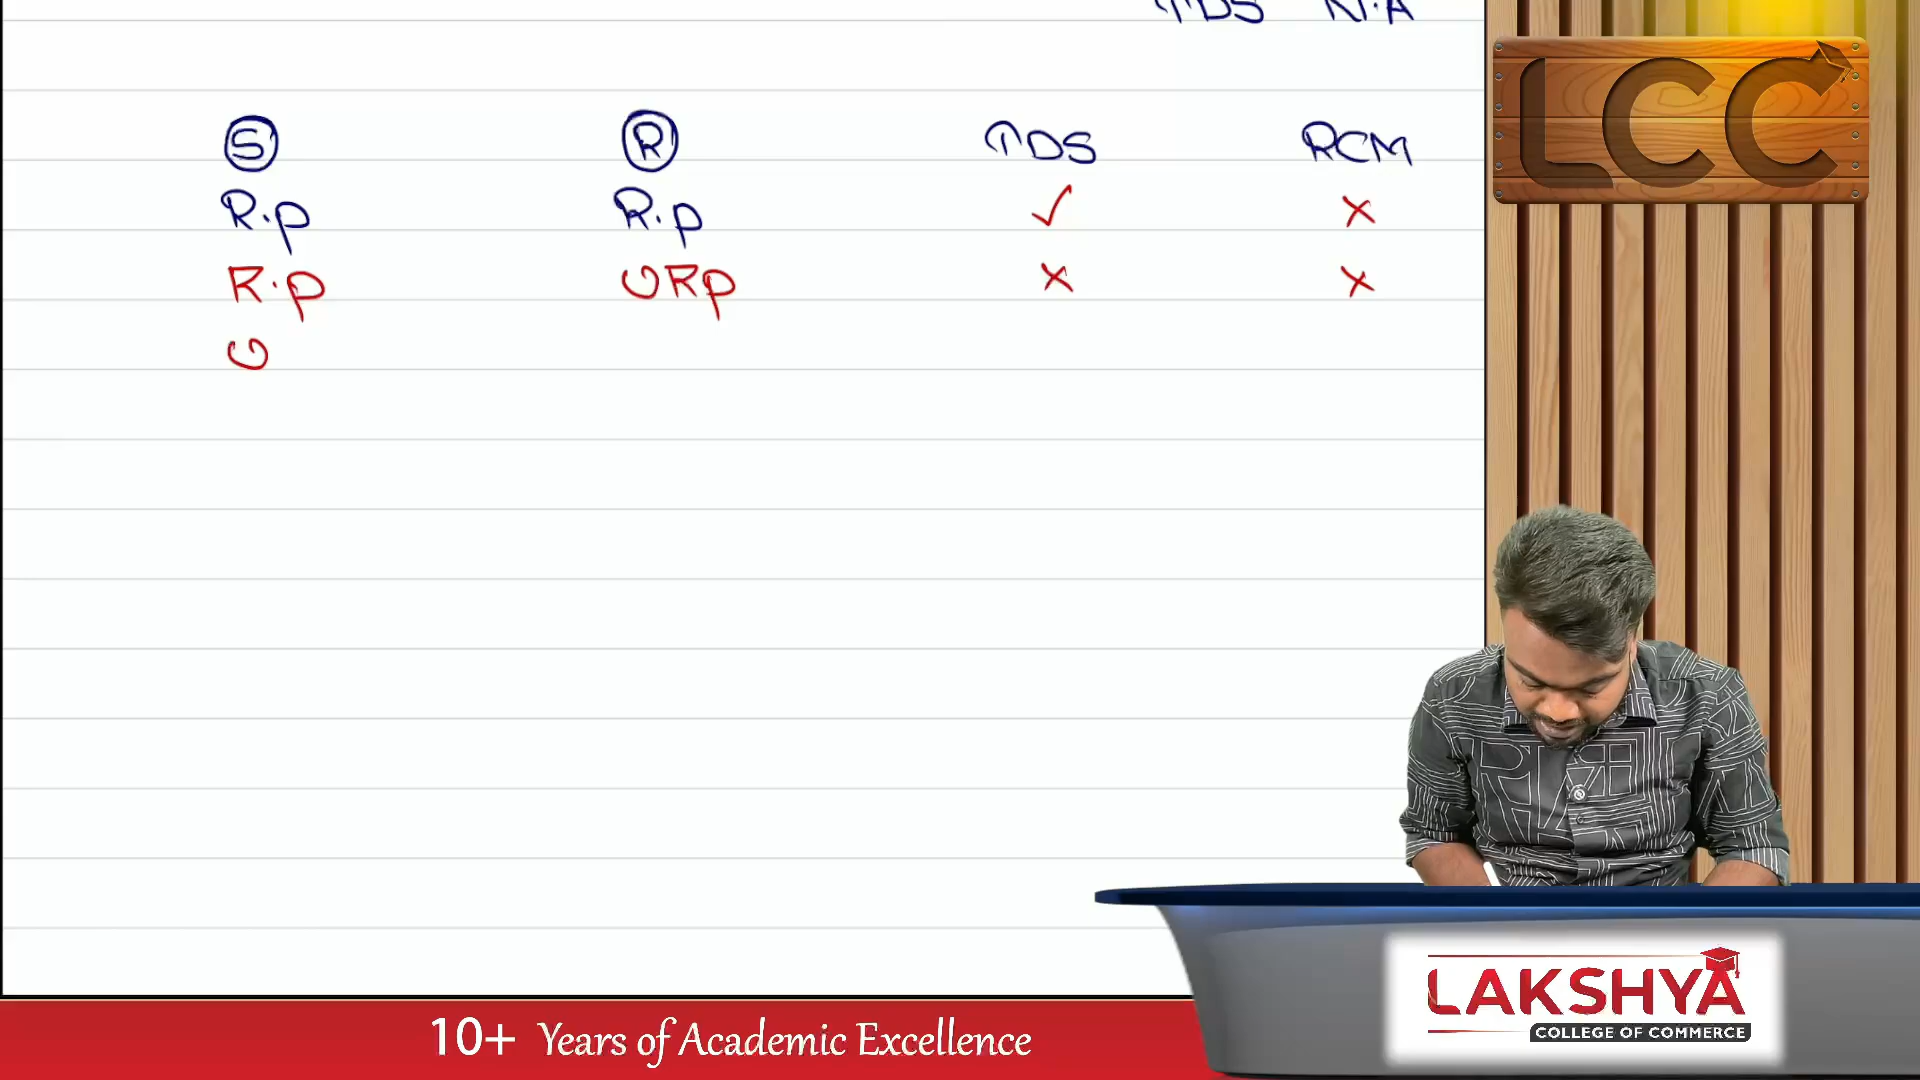 TDS N.A
LCC
S R TDS RCM
R.P R.P ✓ ×
R.P URP × ×
U
LAKSHYA
COLLEGE OF COMMERCE
10+ Years of Academic Excellence